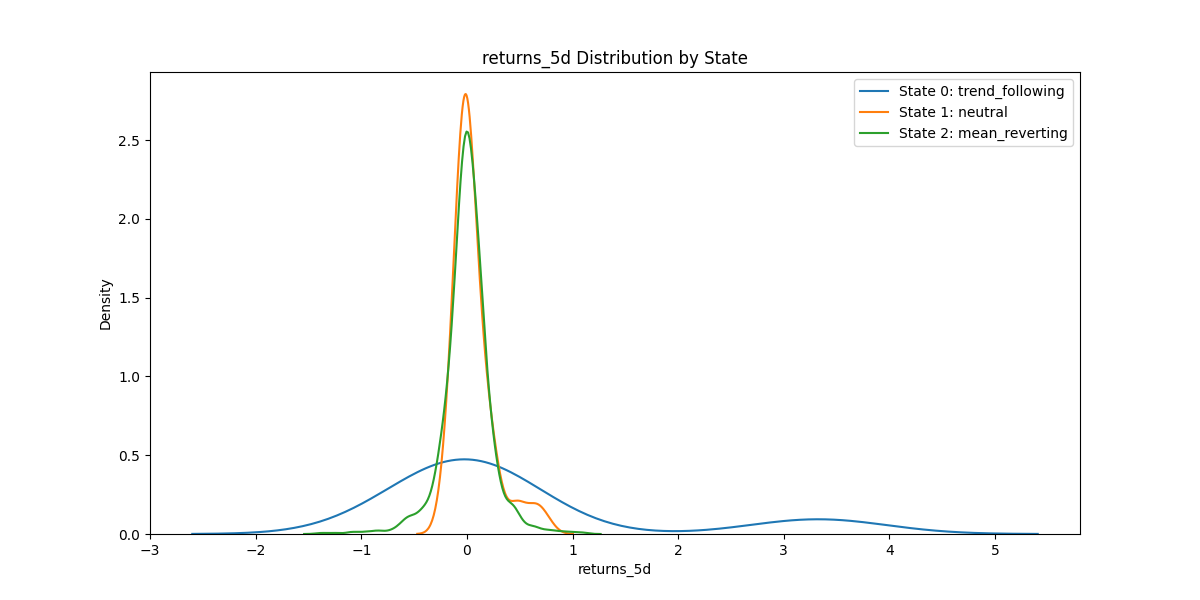 returns_5d Distribution by State
State 0: trend_following
State 1: neutral
State 2: mean_reverting
Density
2.5
2.0
1.5
1.0
0.5
0.0
−3 −2 −1 0 1 2 3 4 5
returns_5d